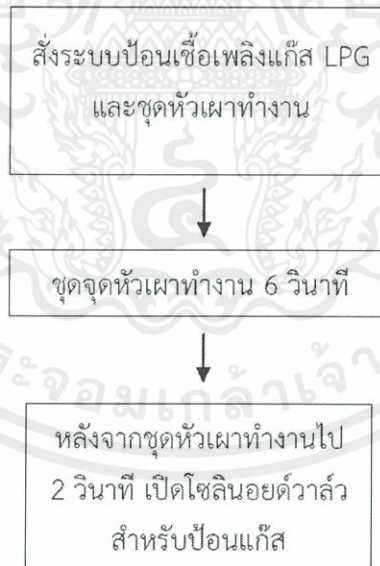 สั่งระบบป้อนเชื้อเพลิงแก๊ส LPG
และชุดหัวเผาทำงาน
ชุดจุดหัวเผาทำงาน 6 วินาที
หลังจากชุดหัวเผาทำงานไป
2 วินาที เปิดโซลินอยด์วาล์ว
สำหรับป้อนแก๊ส